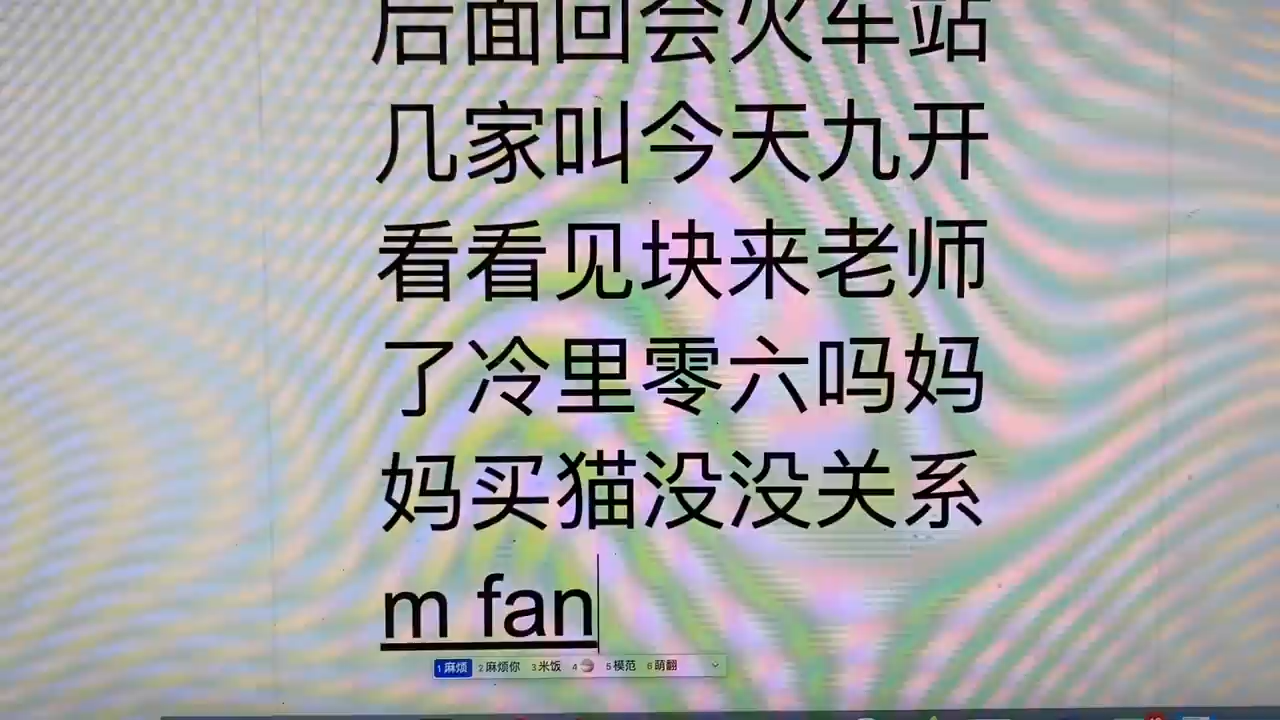 后面回会火车站
几家叫今天九开
看看见块来老师
了冷里零六吗妈
妈买猫没没关系
m fan
1麻烦 2麻烦你 3米饭 4 5模范 6萌翻